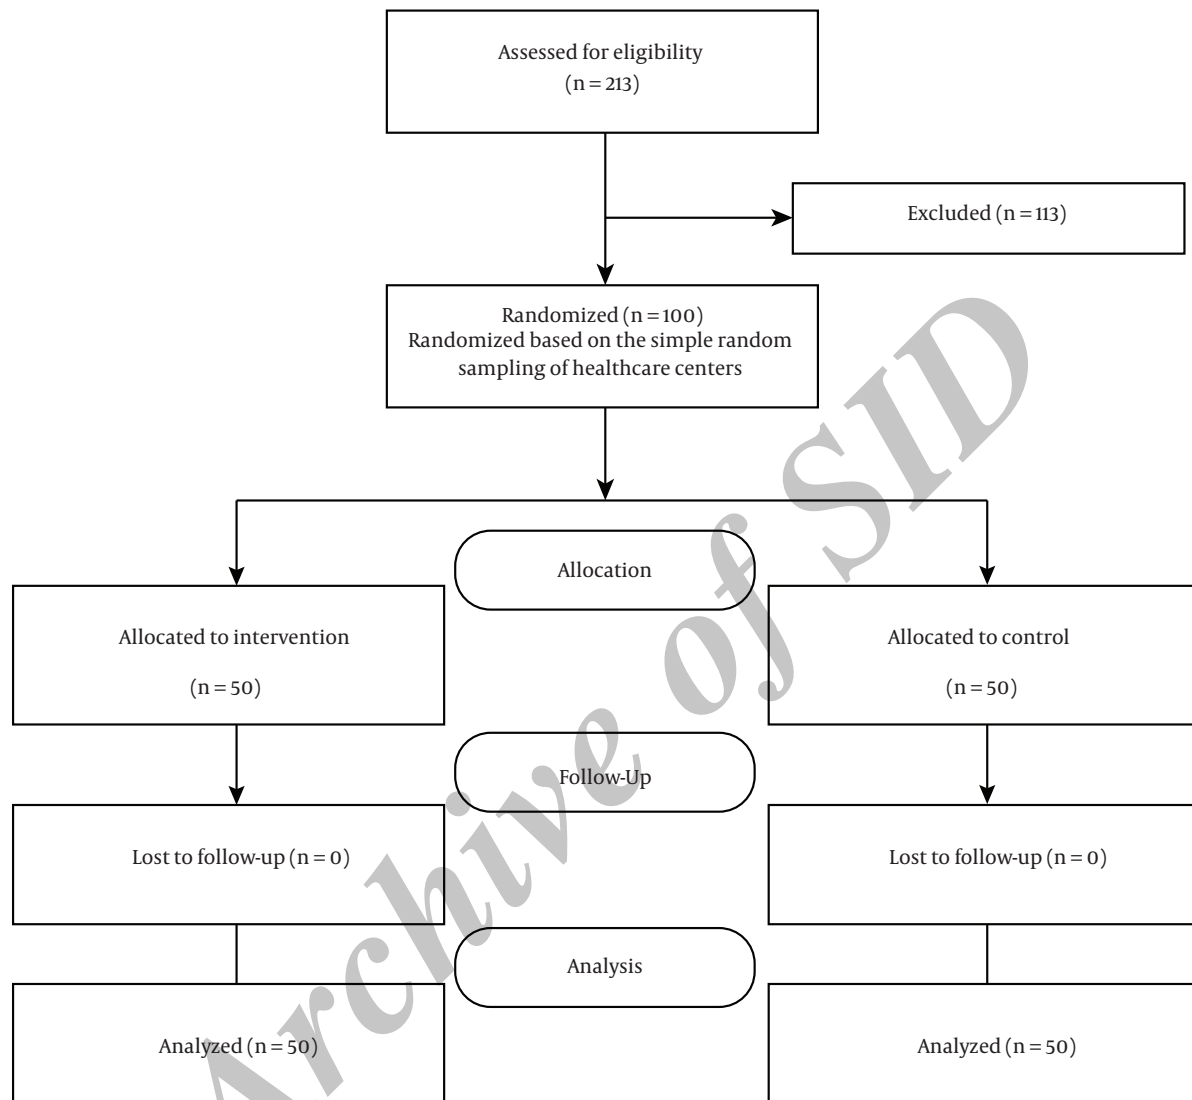 Assessed for eligibility
(n = 213)
Excluded (n = 113)
Randomized (n = 100)
Randomized based on the simple random
sampling of healthcare centers
Allocation
Allocated to intervention
(n = 50)
Allocated to control
(n = 50)
Follow-Up
Lost to follow-up (n = 0)
Lost to follow-up (n = 0)
Analysis
Analyzed (n = 50)
Analyzed (n = 50)
Archive of SID